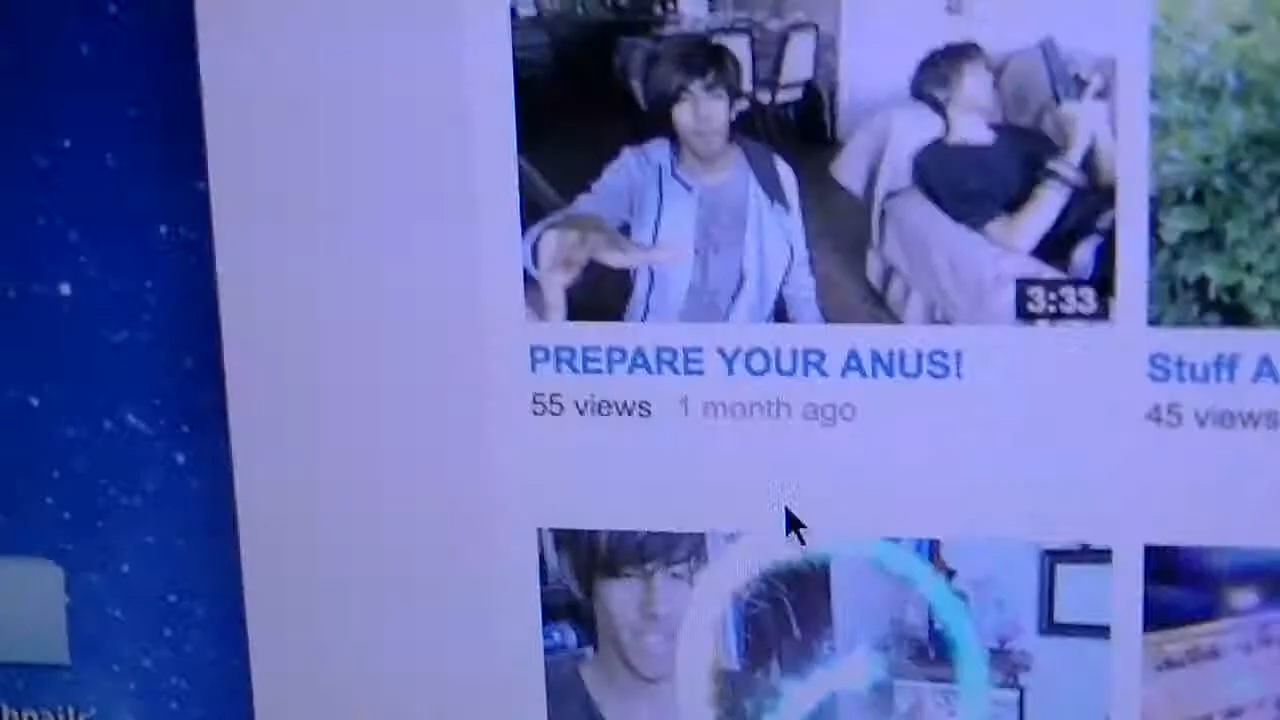 3:33
PREPARE YOUR ANUS!
Stuff A
55 views 1 month ago
45 views